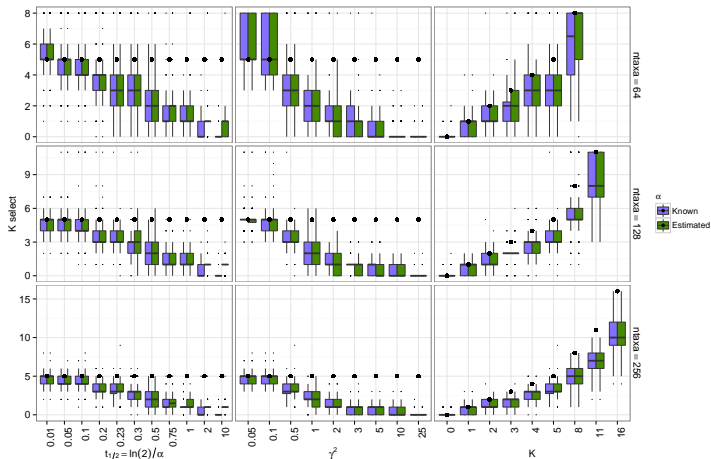 8
6
4
2
0
ntaxa = 64
9
6
3
0
K select
ntaxa = 128
α
Known
Estimated
15
10
5
0
ntaxa = 256
0.01 0.05 0.1 0.2 0.23 0.3 0.5 0.75 1 2 10
0.05 0.1 0.5 1 2 3 5 10 25
0 1 2 3 4 5 8 11 16
t1/2 = ln(2)/α
γ²
K